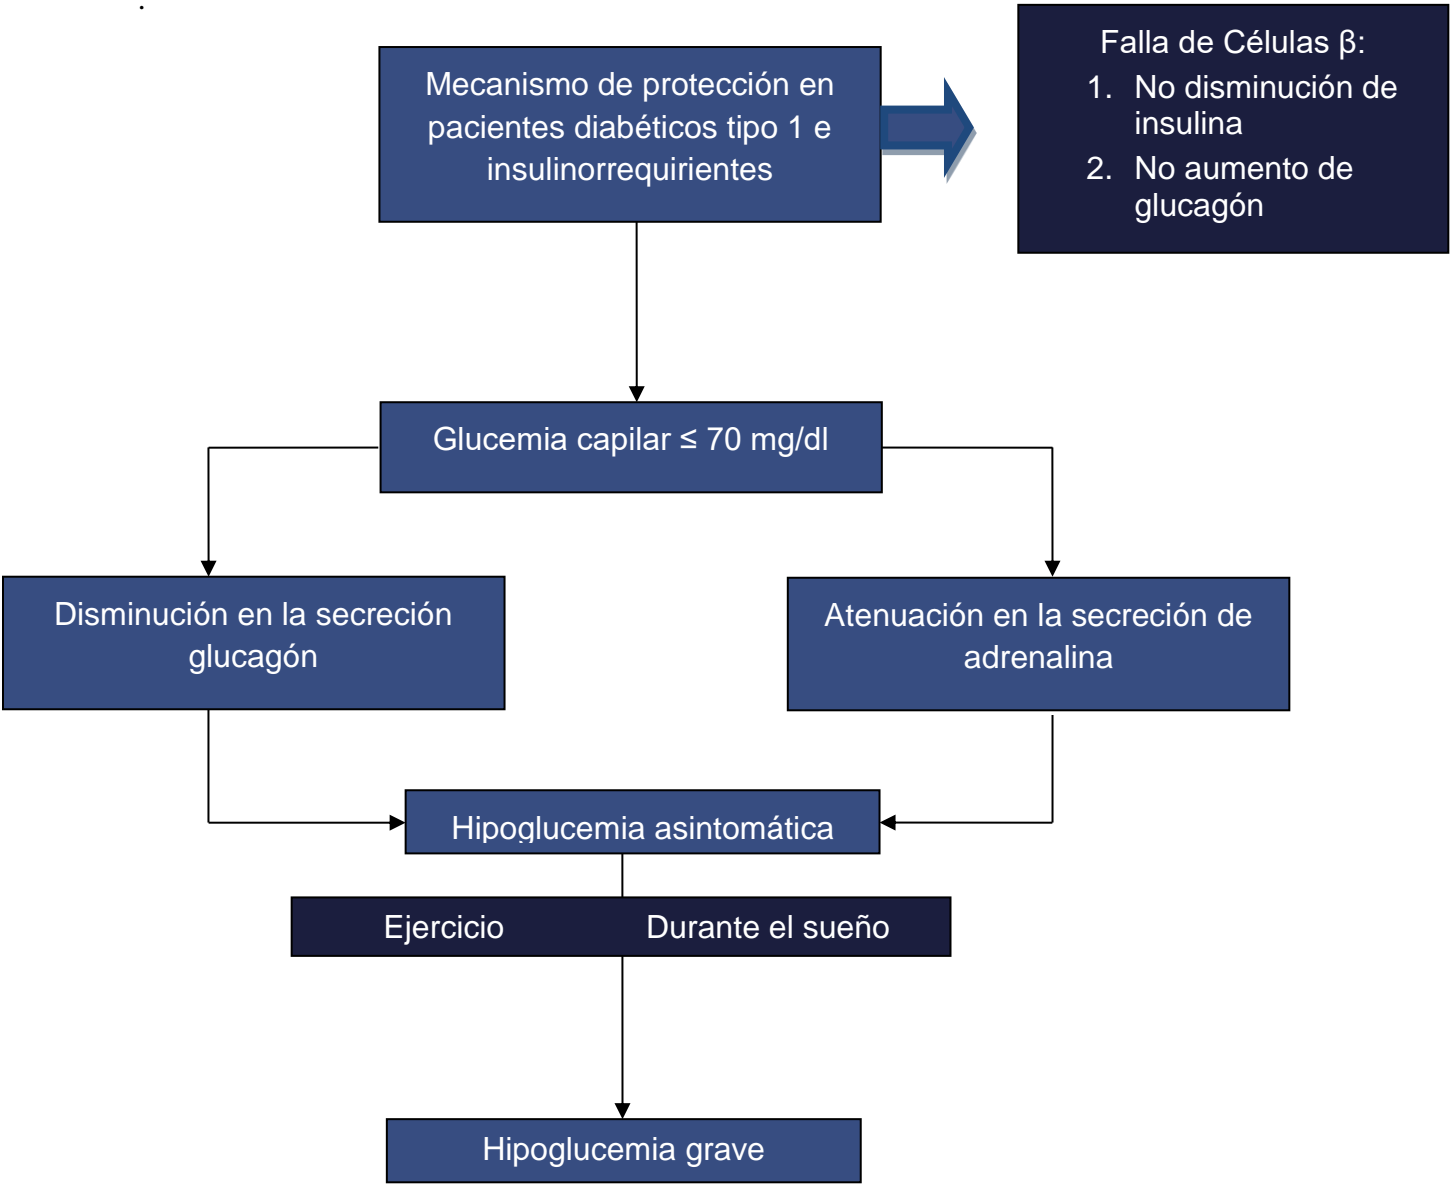 .
Mecanismo de protección en
pacientes diabéticos tipo 1 e
insulinorrequirientes
Falla de Células β:
1. No disminución de
insulina
2. No aumento de
glucagón
Glucemia capilar ≤ 70 mg/dl
Disminución en la secreción
glucagón
Atenuación en la secreción de
adrenalina
Hipoglucemia asintomática
Ejercicio Durante el sueño
Hipoglucemia grave